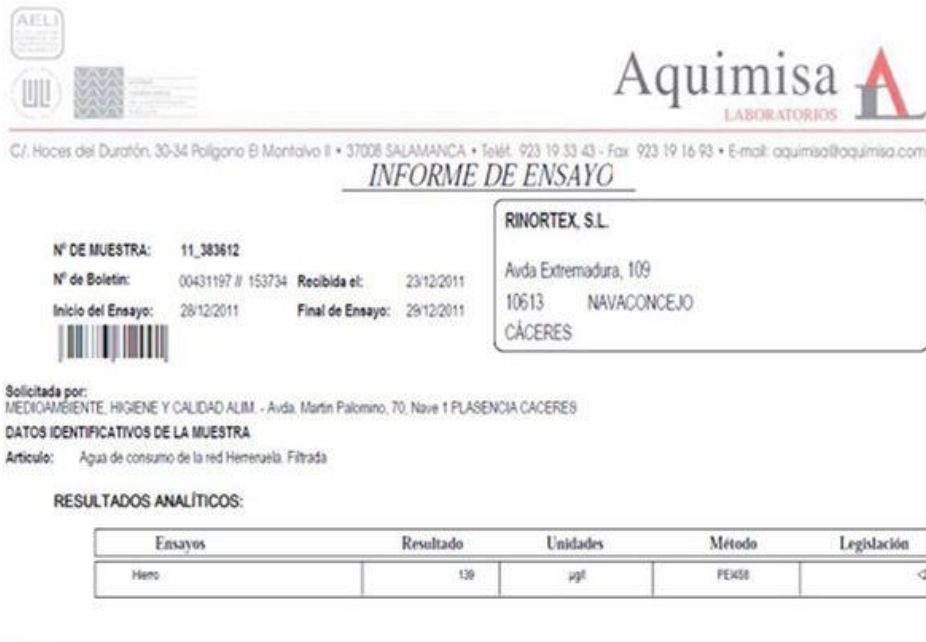 AELI
Aquimisa
LABORATORIOS
C/. Hoces del Duratón, 30-34 Polígono El Montalvo II • 37008 SALAMANCA • Teléf. 923 19 33 43 - Fax 923 19 16 93 • E-mail: aquimisa@aquimisa.com
INFORME DE ENSAYO
RINORTEX, S.L.
Avda Extremadura, 109
10613 NAVACONCEJO
CÁCERES
Nº DE MUESTRA: 11_383612
Nº de Boletín: 00431197 // 153734 Recibida el: 23/12/2011
Inicio del Ensayo: 28/12/2011 Final de Ensayo: 29/12/2011
Solicitada por:
MEDIOAMBIENTE, HIGIENE Y CALIDAD ALIM. - Avda. Martin Palomino, 70, Nave 1 PLASENCIA CACERES
DATOS IDENTIFICATIVOS DE LA MUESTRA
Articulo: Agua de consumo de la red Herreruela. Filtrada
RESULTADOS ANALÍTICOS:
Ensayos Resultado Unidades Método Legislación
Hierro 139 µg/l PEI458